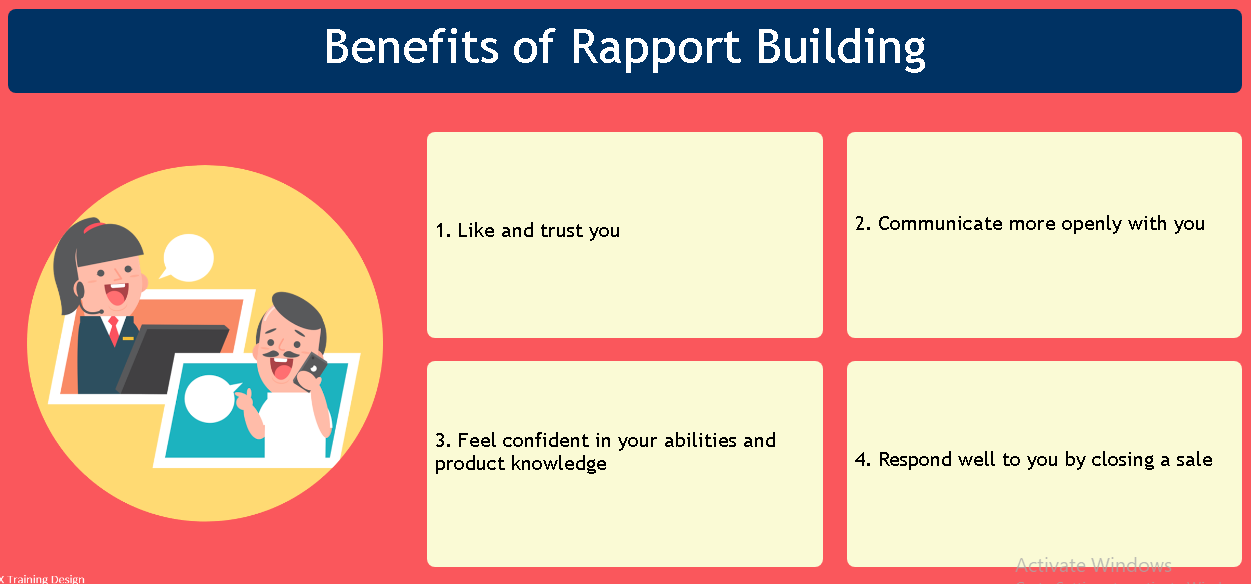 Benefits of Rapport Building
1. Like and trust you
2. Communicate more openly with you
3. Feel confident in your abilities and
product knowledge
4. Respond well to you by closing a sale
Activate Windows
X Training Design